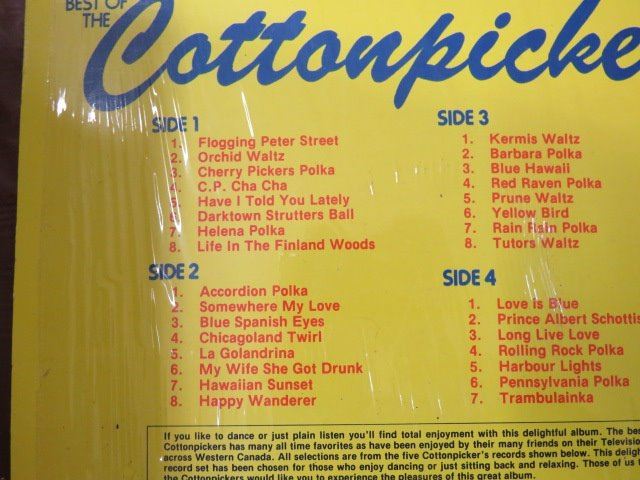 BEST OF
THE
Cottonpicke
SIDE 1
1. Flogging Peter Street
2. Orchid Waltz
3. Cherry Pickers Polka
4. C.P. Cha Cha
5. Have I Told You Lately
6. Darktown Strutters Ball
7. Helena Polka
8. Life In The Finland Woods
SIDE 2
1. Accordion Polka
2. Somewhere My Love
3. Blue Spanish Eyes
4. Chicagoland Twirl
5. La Golandrina
6. My Wife She Got Drunk
7. Hawaiian Sunset
8. Happy Wanderer
SIDE 3
1. Kermis Waltz
2. Barbara Polka
3. Blue Hawaii
4. Red Raven Polka
5. Prune Waltz
6. Yellow Bird
7. Rain Rain Polka
8. Tutors Waltz
SIDE 4
1. Love is Blue
2. Prince Albert Schottis
3. Long Live Love
4. Rolling Rock Polka
5. Harbour Lights
6. Pennsylvania Polka
7. Trambulainka
If you like to dance or just plain listen you'll find total enjoyment with this delightful album. The bes
Cottonpickers has many all time favorites as have been enjoyed by their many friends on their Television
across Western Canada. All selections are from the five Cottonpicker's records shown below. This deligh
record set has been chosen for those who enjoy dancing or just sitting back and relaxing. Those of us t
the Cottonpickers would like you to experience the pleasures of this great album.